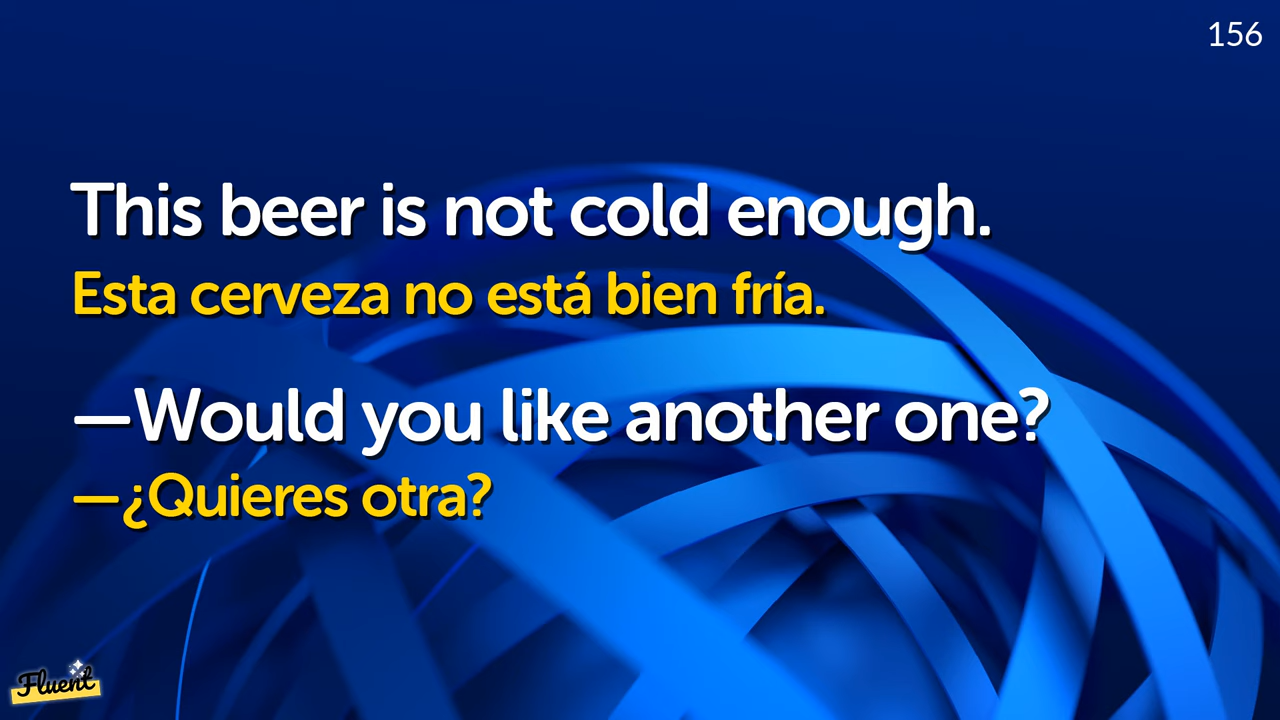 156
This beer is not cold enough.
Esta cerveza no está bien fría.
—Would you like another one?
—¿Quieres otra?
Fluent